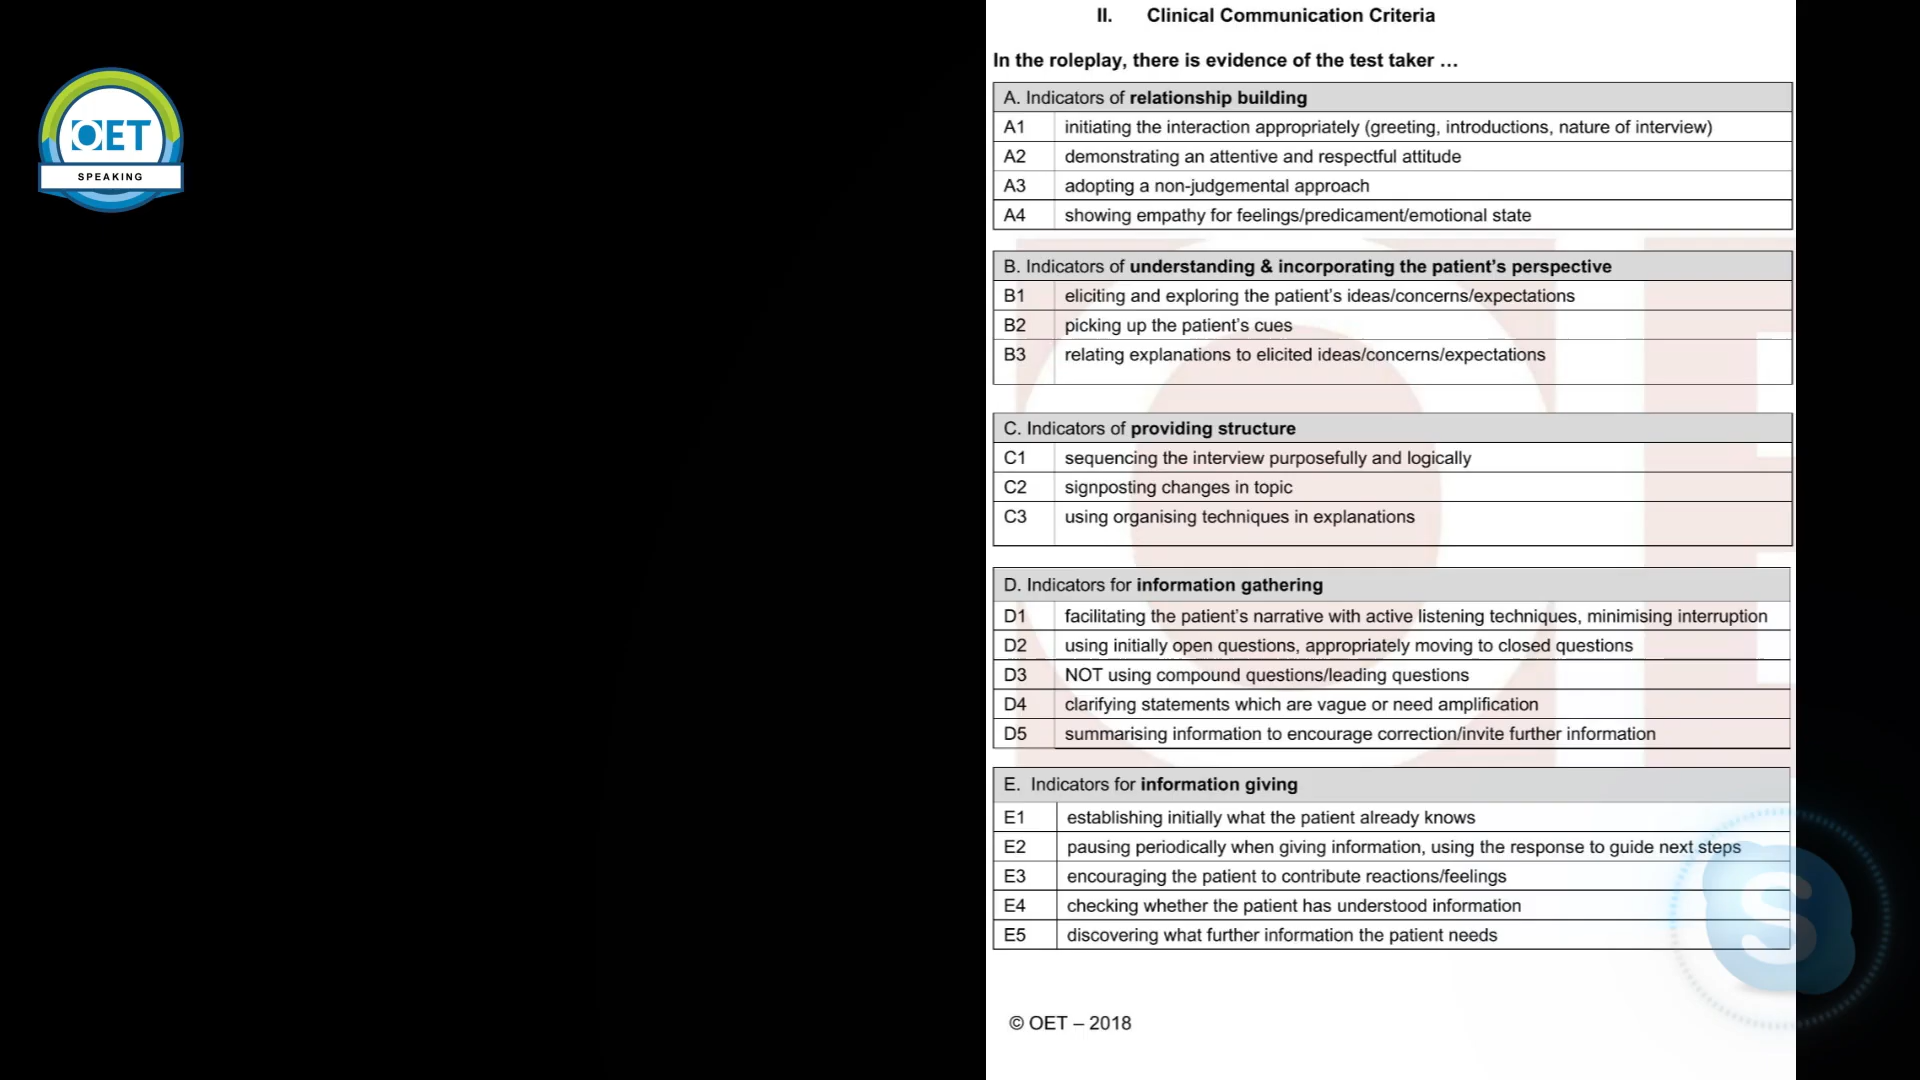 OET
SPEAKING
II. Clinical Communication Criteria
In the roleplay, there is evidence of the test taker …
A. Indicators of relationship building
A1 initiating the interaction appropriately (greeting, introductions, nature of interview)
A2 demonstrating an attentive and respectful attitude
A3 adopting a non-judgemental approach
A4 showing empathy for feelings/predicament/emotional state
B. Indicators of understanding & incorporating the patient's perspective
B1 eliciting and exploring the patient's ideas/concerns/expectations
B2 picking up the patient's cues
B3 relating explanations to elicited ideas/concerns/expectations
C. Indicators of providing structure
C1 sequencing the interview purposefully and logically
C2 signposting changes in topic
C3 using organising techniques in explanations
D. Indicators for information gathering
D1 facilitating the patient's narrative with active listening techniques, minimising interruption
D2 using initially open questions, appropriately moving to closed questions
D3 NOT using compound questions/leading questions
D4 clarifying statements which are vague or need amplification
D5 summarising information to encourage correction/invite further information
E. Indicators for information giving
E1 establishing initially what the patient already knows
E2 pausing periodically when giving information, using the response to guide next steps
E3 encouraging the patient to contribute reactions/feelings
E4 checking whether the patient has understood information
E5 discovering what further information the patient needs
© OET – 2018